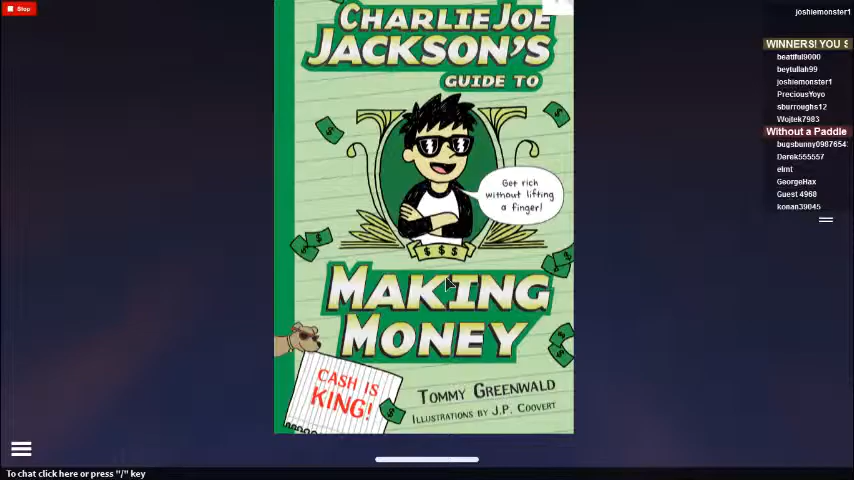 Stop
joshiemonster1
CHARLIE JOE
JACKSON'S
GUIDE TO
Get rich
without lifting
a finger!
$ $ $
MAKING
MONEY
CASH IS
KING!
TOMMY GREENWALD
ILLUSTRATIONS BY J.P. COOVERT
WINNERS! YOU S
beatiful9000
beytullah99
joshiemonster1
PreciousYoyo
sburroughs12
Wojtek7983
Without a Paddle
bugsbunny0987654
Derek555557
elmt
GeorgeHax
Guest 4968
konan39045
To chat click here or press "/" key